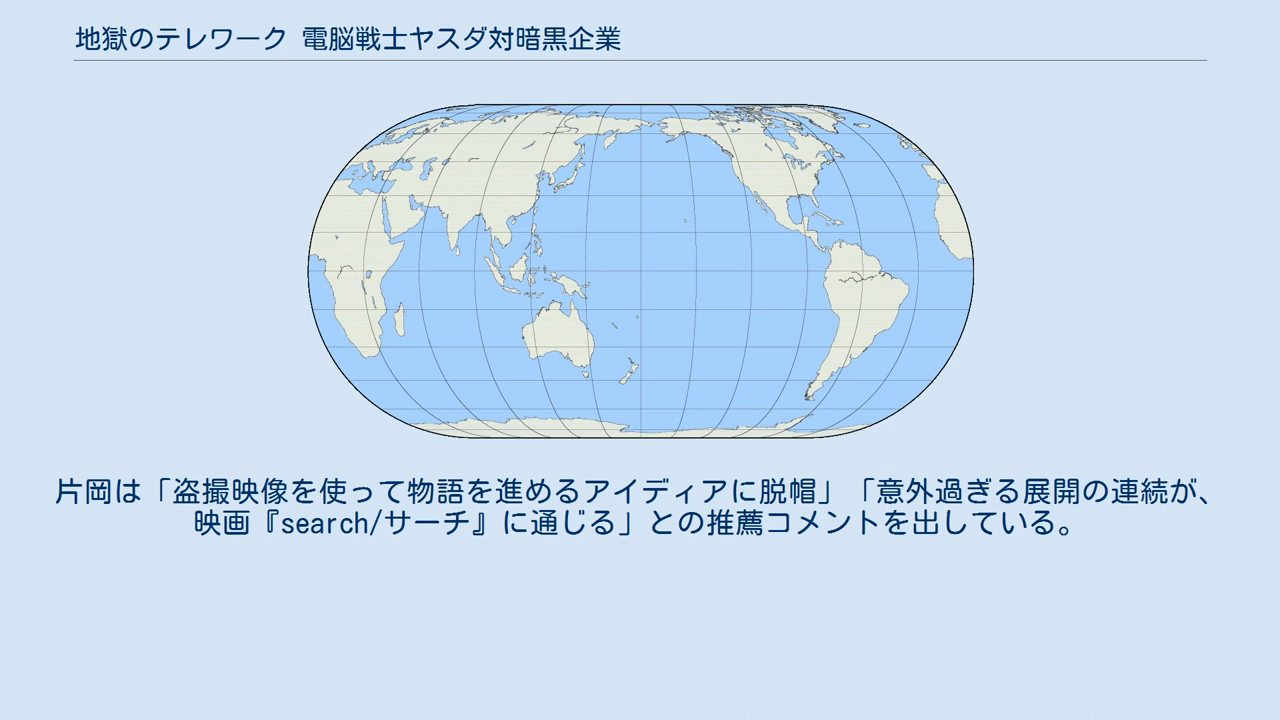 地獄のテレワーク 電脳戦士ヤスダ対暗黒企業
片岡は「盗撮映像を使って物語を進めるアイディアに脱帽」「意外過ぎる展開の連続が、
映画『search/サーチ』に通じる」との推薦コメントを出している。